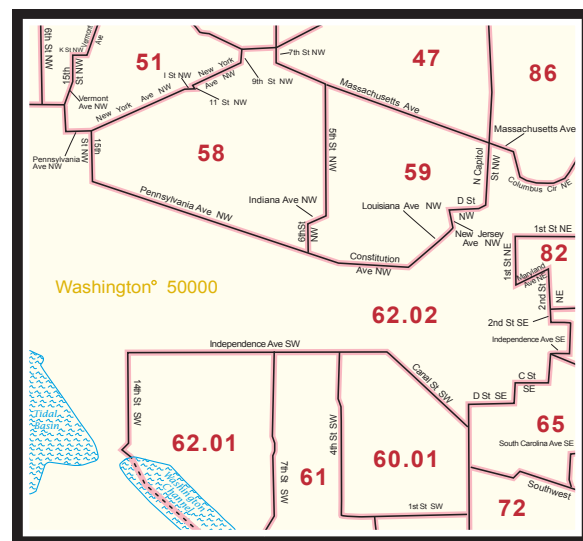 6th St NW
K St NW
Vermont
Ave
15th
St NW
51
I St NW
New York
Ave NW
9th St NW
7th St NW
47
86
Vermont
Ave NW
New York Ave NW
11 St NW
Massachusetts Ave
Massachusetts Ave
Pennsylvania
Ave NW
15th
St NW
58
5th St NW
59
N Capitol
St NW
Columbus Cir NE
Pennsylvania Ave NW
Indiana Ave NW
6thSt
NW
Louisiana Ave NW
D St
NW
New Jersey
Ave NW
Constitution
Ave NW
1st St NE
1st St NE
82
Maryland
Ave NE
2nd St
NE
Washington° 50000
62.02
2nd St SE
Independence Ave SE
Independence Ave SW
14th St SW
Canal St SW
C St
SE
D St SE
Tidal
Basin
62.01
7th St SW
61
4th St SW
60.01
65
South Carolina Ave SE
Washington
Channel
1st St SW
Southwest
72